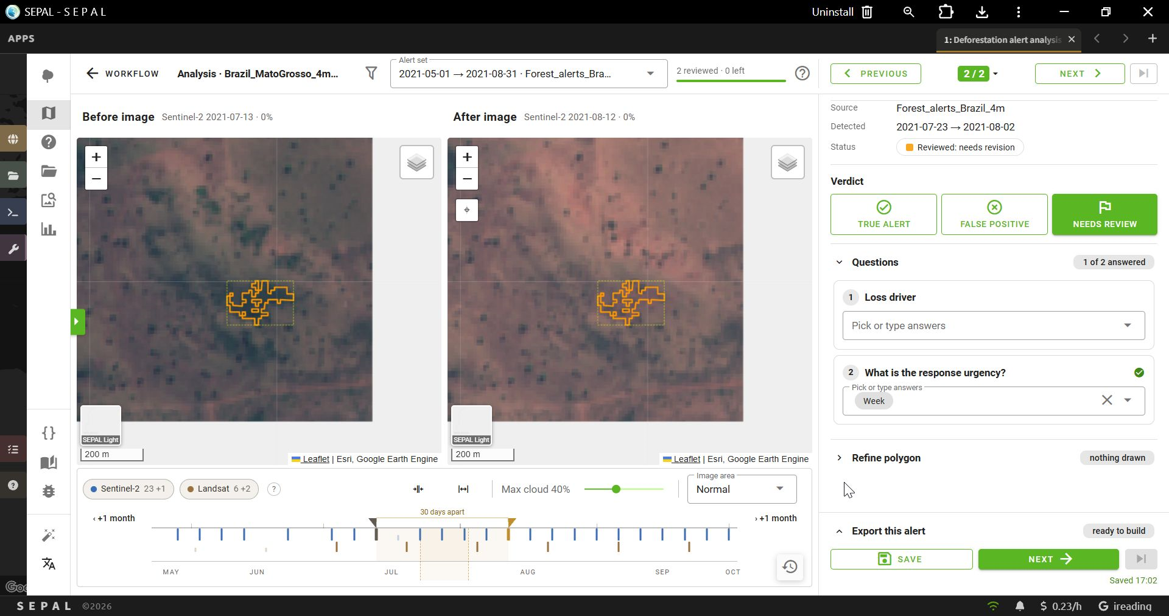 SEPAL - S E P A L
Uninstall
APPS
1: Deforestation alert analysi
WORKFLOW
Analysis · Brazil_MatoGrosso_4m...
Alert set
2021-05-01 → 2021-08-31 · Forest_alerts_Bra...
2 reviewed · 0 left
PREVIOUS
2 / 2
NEXT
Before image
Sentinel-2 2021-07-13 · 0%
After image
Sentinel-2 2021-08-12 · 0%
SEPAL Light
200 m
Leaflet | Esri, Google Earth Engine
SEPAL Light
200 m
Leaflet | Esri, Google Earth Engine
Sentinel-2 23 +1
Landsat 6 +2
Max cloud 40%
Image area
Normal
30 days apart
‹ +1 month
› +1 month
MAY
JUN
JUL
AUG
SEP
OCT
Source
Forest_alerts_Brazil_4m
Detected
2021-07-23 → 2021-08-02
Status
Reviewed: needs revision
Verdict
TRUE ALERT
FALSE POSITIVE
NEEDS REVIEW
Questions
1 of 2 answered
1
Loss driver
Pick or type answers
2
What is the response urgency?
Pick or type answers
Week
Refine polygon
nothing drawn
Export this alert
ready to build
SAVE
NEXT
Saved 17:02
Goo
S E P A L ©2026
$ 0.23/h
ireading